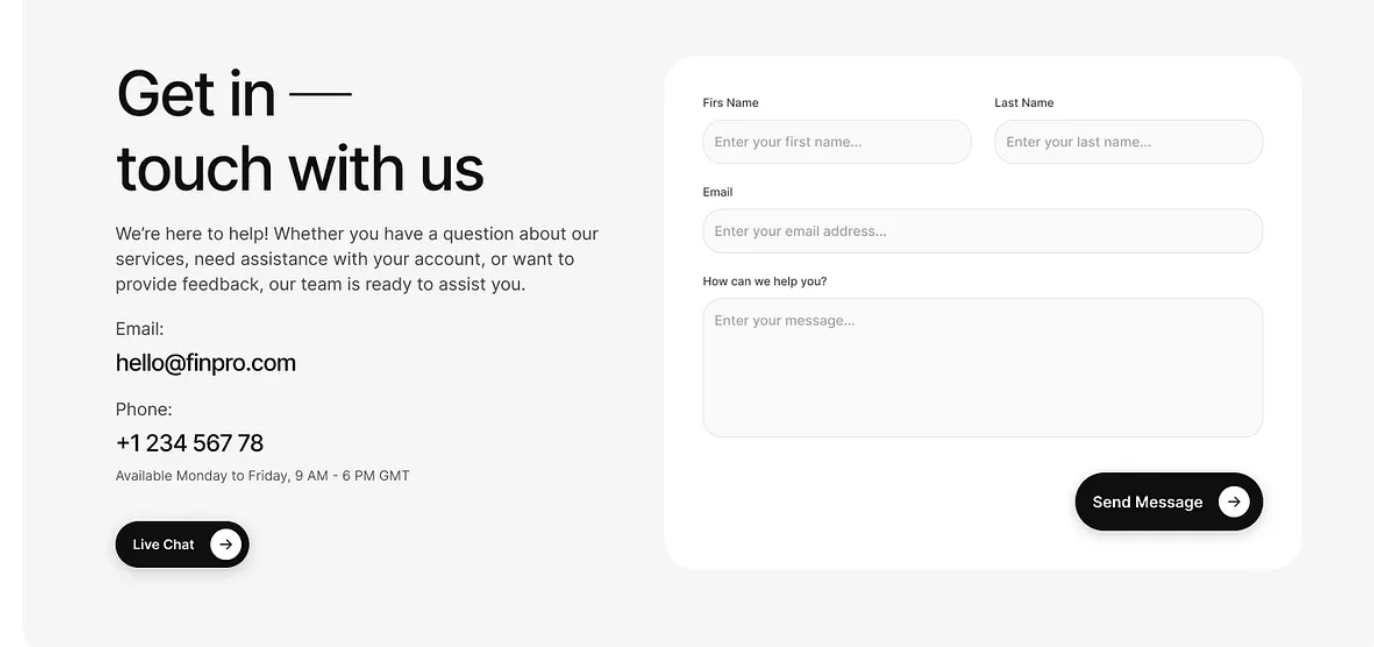 Get in —
touch with us
We’re here to help! Whether you have a question about our
services, need assistance with your account, or want to
provide feedback, our team is ready to assist you.
Email:
hello@finpro.com
Phone:
+1 234 567 78
Available Monday to Friday, 9 AM - 6 PM GMT
Live Chat
Firs Name
Last Name
Enter your first name...
Enter your last name...
Email
Enter your email address...
How can we help you?
Enter your message...
Send Message